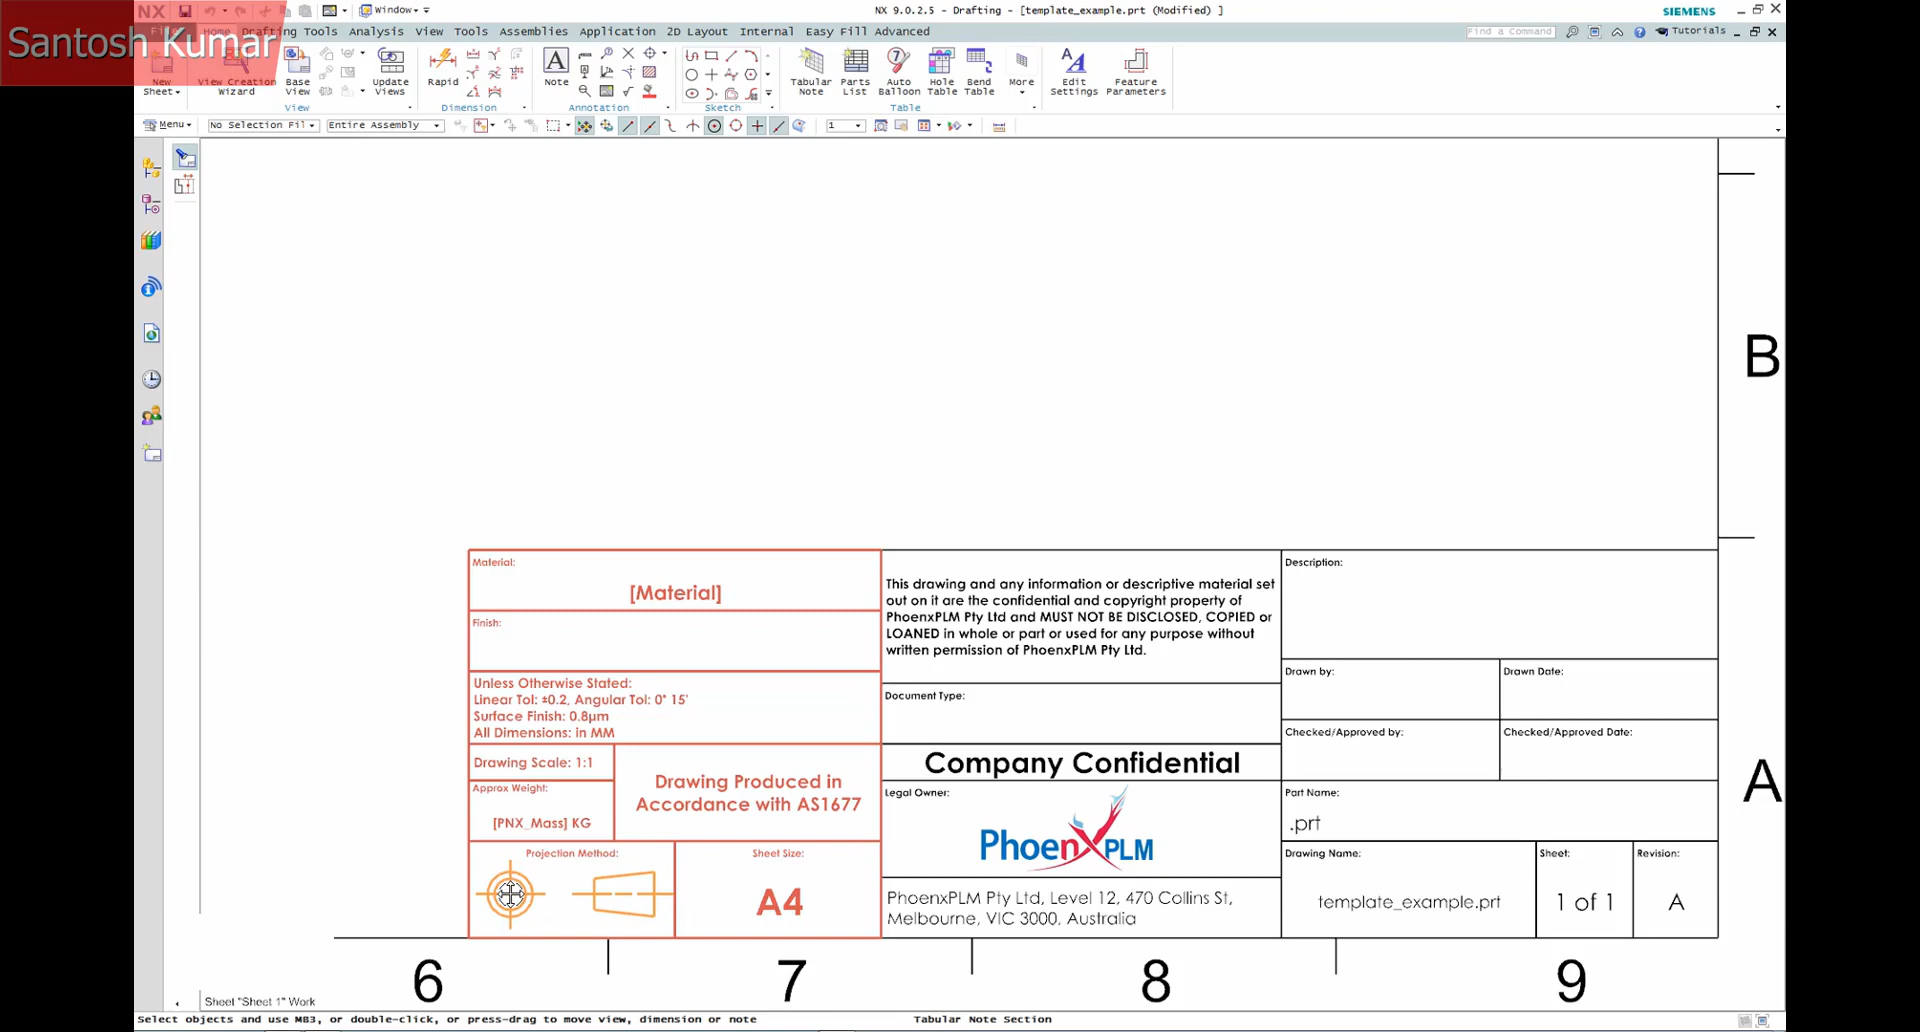 Santosh Kumar
NX
Window
NX 9.0.2.5 - Drafting - [template_example.prt (Modified) ]
SIEMENS
Home Drafting Tools Analysis View Tools Assemblies Application 2D Layout Internal Easy Fill Advanced
Find a Command
Tutorials
New
Sheet
View Creation
Wizard
Base
View
Update
Views
View
Rapid
Dimension
A
Note
Annotation
Sketch
Tabular
Note
Parts
List
Auto
Balloon
Hole
Table
Bend
Table
More
Table
Edit
Settings
Feature
Parameters
Menu
No Selection Fil
Entire Assembly
1
B
Material:
[Material]
Finish:
Unless Otherwise Stated:
Linear Tol: ±0.2, Angular Tol: 0° 15'
Surface Finish: 0.8μm
All Dimensions: in MM
Drawing Scale: 1:1
Approx Weight:
[PNX_Mass] KG
Drawing Produced in
Accordance with AS1677
Projection Method:
Sheet Size:
A4
This drawing and any information or descriptive material set
out on it are the confidential and copyright property of
PhoenxPLM Pty Ltd and MUST NOT BE DISCLOSED, COPIED or
LOANED in whole or part or used for any purpose without
written permission of PhoenxPLM Pty Ltd.
Document Type:
Company Confidential
Legal Owner:
PhoenXPLM
PhoenxPLM Pty Ltd, Level 12, 470 Collins St,
Melbourne, VIC 3000, Australia
Description:
Drawn by:
Drawn Date:
Checked/Approved by:
Checked/Approved Date:
Part Name:
.prt
Drawing Name:
template_example.prt
Sheet:
1 of 1
Revision:
A
A
6 7 8 9
Sheet "Sheet 1" Work
Select objects and use MB3, or double-click, or press-drag to move view, dimension or note
Tabular Note Section